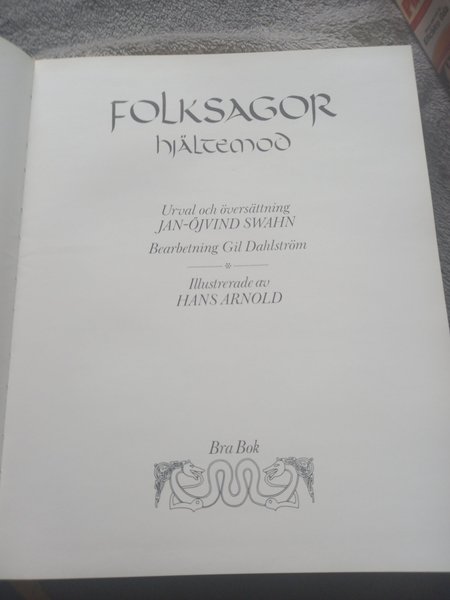 FOLKSAGOR
hjältemod
Urval och översättning
JAN-ÖJVIND SWAHN
Bearbetning Gil Dahlström
Illustrerade av
HANS ARNOLD
Bra Bok